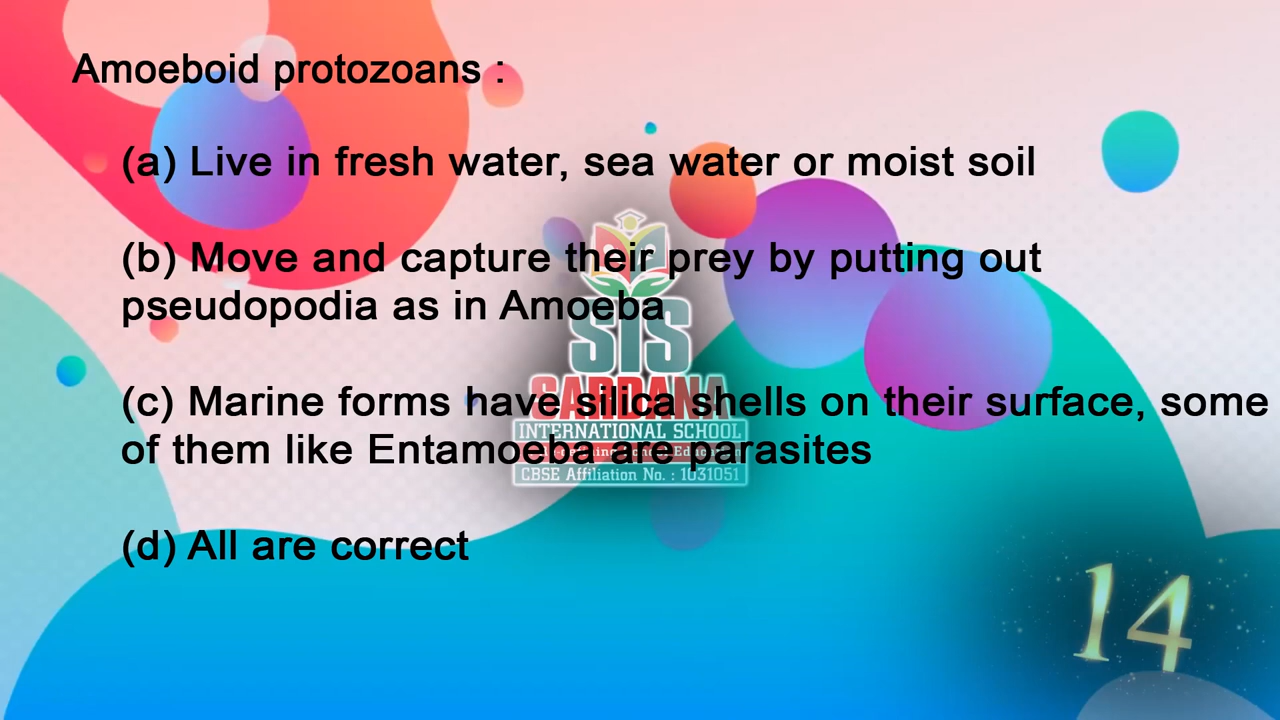 Amoeboid protozoans :
(a) Live in fresh water, sea water or moist soil
(b) Move and capture their prey by putting out
pseudopodia as in Amoeba
(c) Marine forms have silica shells on their surface, some
of them like Entamoeba are parasites
(d) All are correct
STS
SARDANA
INTERNATIONAL SCHOOL
CBSE Affiliation No. : 1031051
14